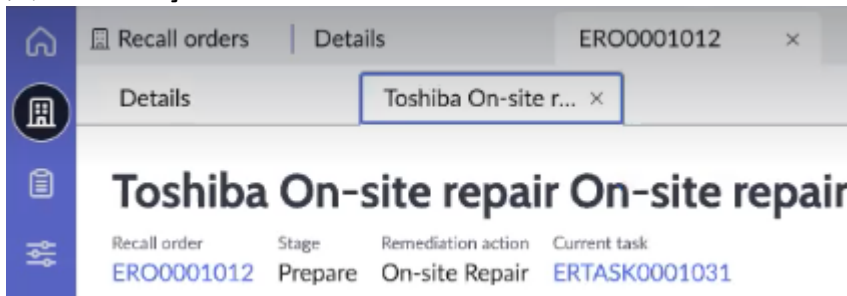 Recall orders | Details ERO0001012 ×
Details Toshiba On-site r... ×
Toshiba On-site repair On-site repair
Recall order Stage Remediation action Current task
ERO0001012 Prepare On-site Repair ERTASK0001031